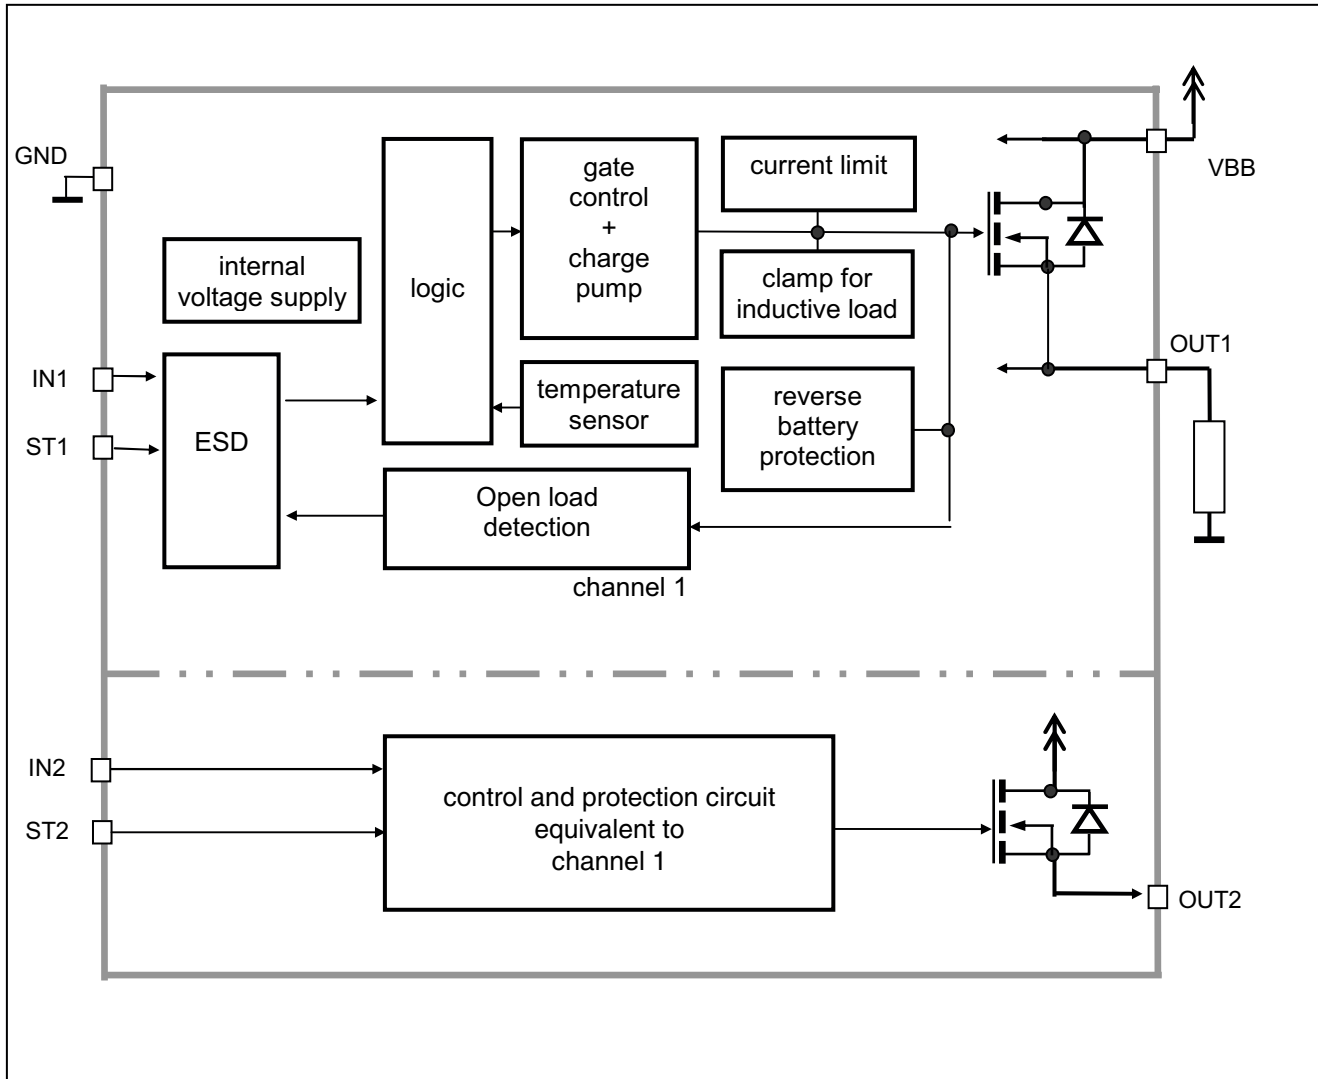 GND
VBB
gate
control
+
charge
pump
current limit
internal
voltage supply
logic
clamp for
inductive load
IN1
ST1
ESD
temperature
sensor
reverse
battery
protection
OUT1
Open load
detection
channel 1
IN2
ST2
control and protection circuit
equivalent to
channel 1
OUT2